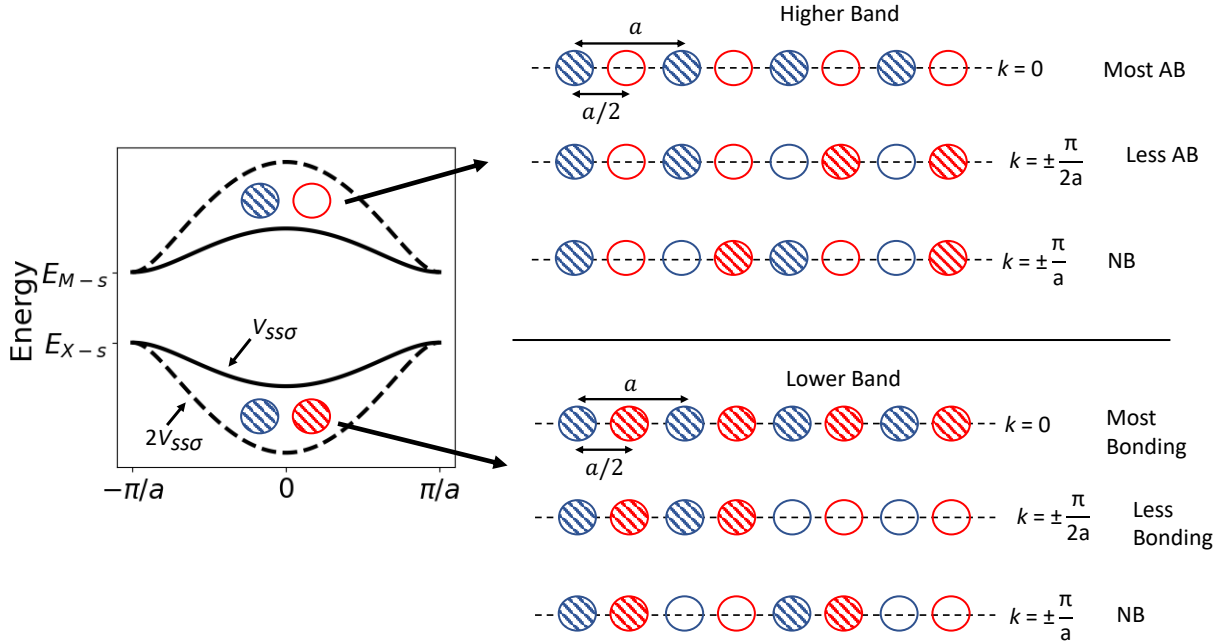 Higher Band
a
k = 0
Most AB
a/2
k = ± π/2a
Less AB
k = ± π/a
NB
Energy
E_{M-s}
E_{X-s}
V_{SSσ}
2V_{SSσ}
−π/a
0
π/a
Lower Band
a
k = 0
Most
Bonding
a/2
k = ± π/2a
Less
Bonding
k = ± π/a
NB